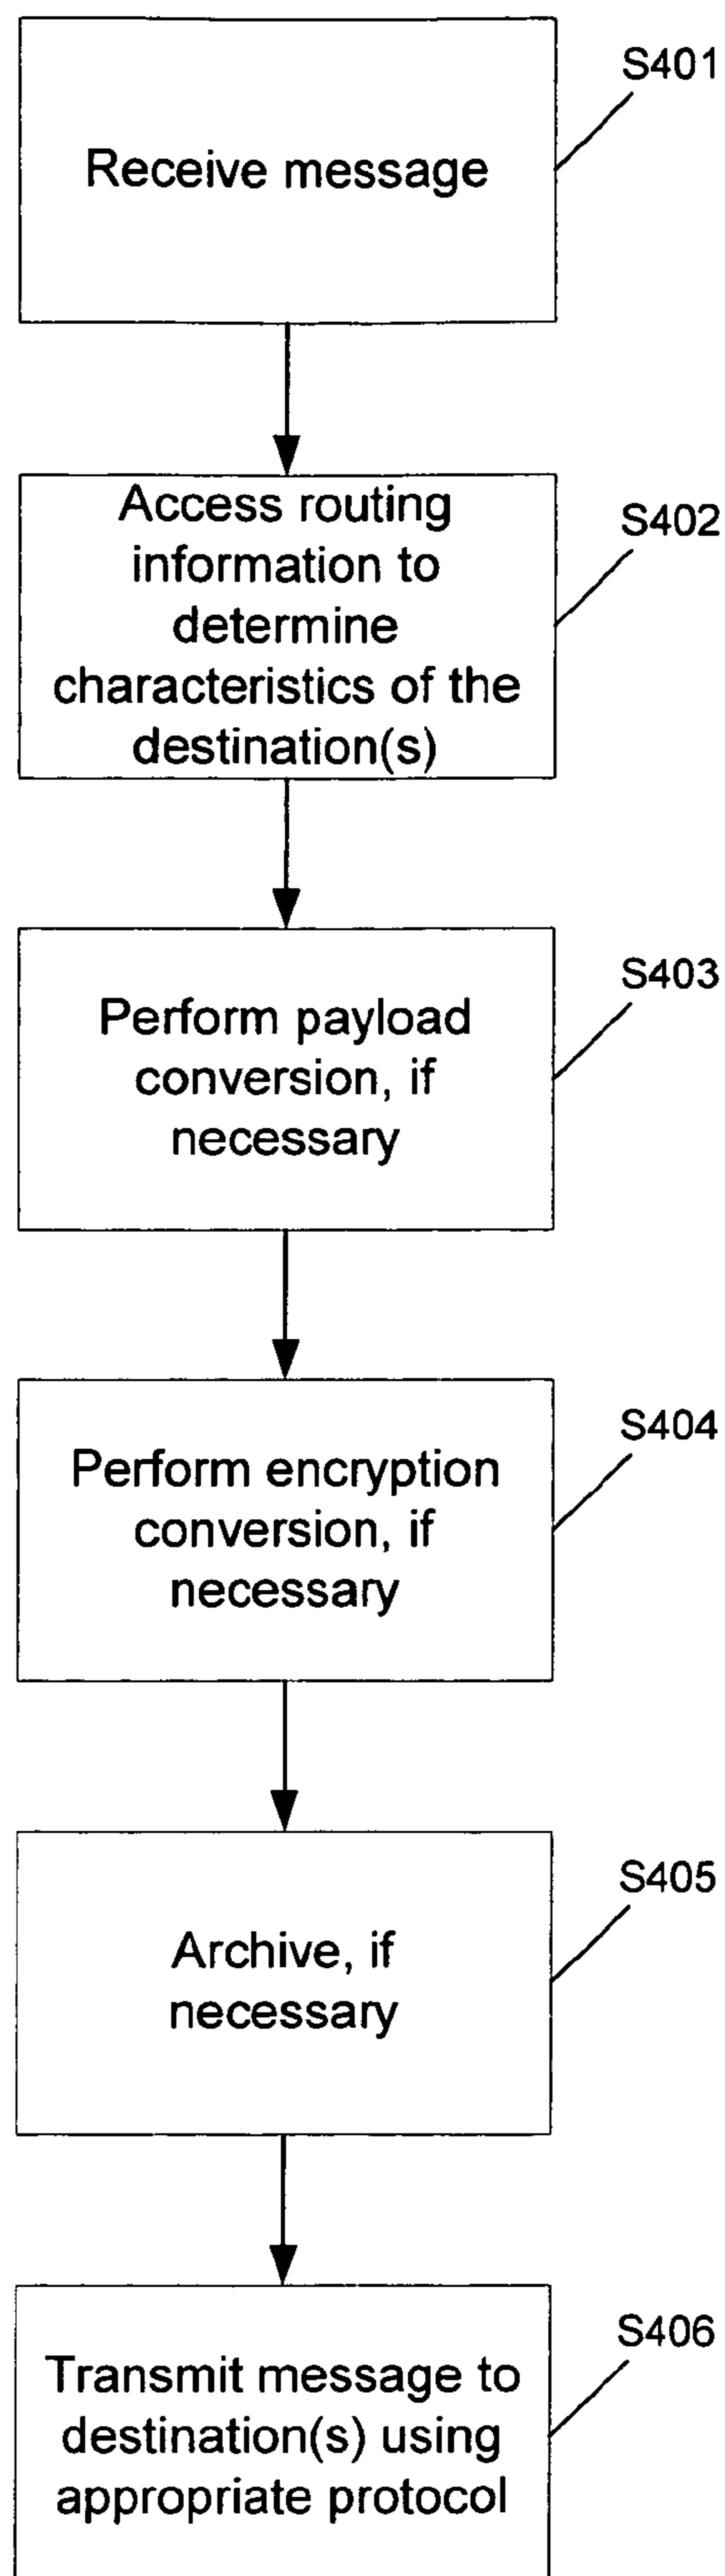 S401
Receive message
S402
Access routing
information to
determine
characteristics of the
destination(s)
S403
Perform payload
conversion, if
necessary
S404
Perform encryption
conversion, if
necessary
S405
Archive, if
necessary
S406
Transmit message to
destination(s) using
appropriate protocol